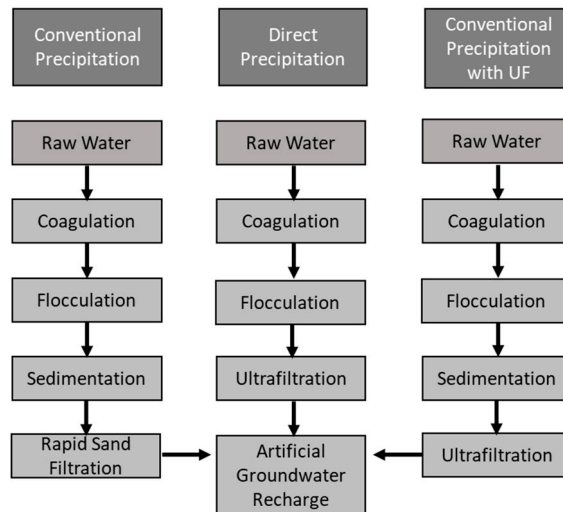 Conventional
Precipitation
Direct
Precipitation
Conventional
Precipitation
with UF
Raw Water
Raw Water
Raw Water
Coagulation
Coagulation
Coagulation
Flocculation
Flocculation
Flocculation
Sedimentation
Ultrafiltration
Sedimentation
Rapid Sand
Filtration
Artificial
Groundwater
Recharge
Ultrafiltration